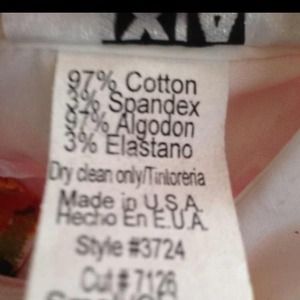 97% Cotton
3% Spandex
97% Algodon
3% Elastano
Dry clean only/Tintoreria
Made in U.S.A.
Hecho En E.U.A.
Style #3724
Cut # 7126